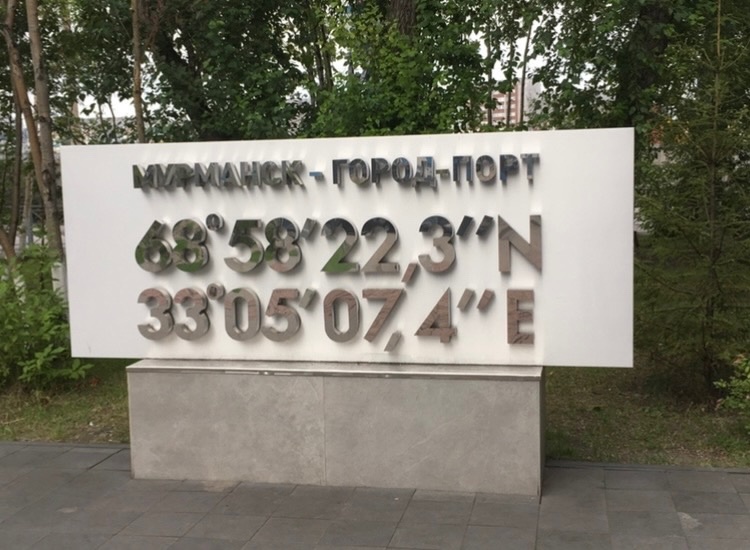 МУРМАНСК - ГОРОД-ПОРТ
68°58′22,3″N
33°05′07,4″E